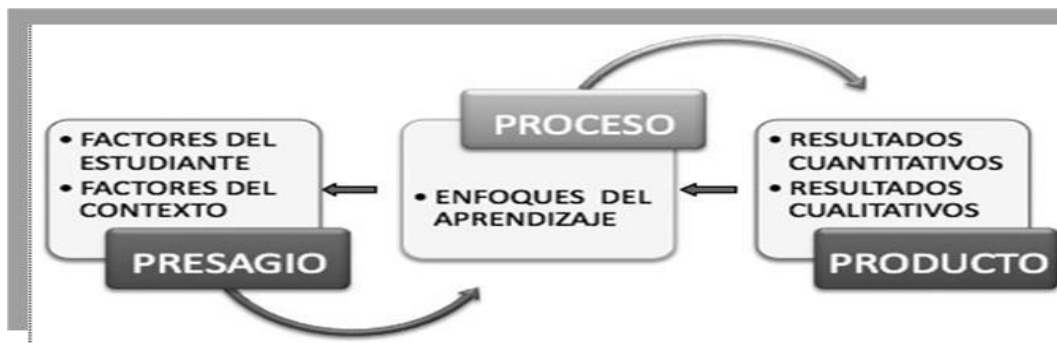 • FACTORES DEL
ESTUDIANTE
• FACTORES DEL
CONTEXTO
PRESAGIO
PROCESO
• ENFOQUES DEL
APRENDIZAJE
• RESULTADOS
CUANTITATIVOS
• RESULTADOS
CUALITATIVOS
PRODUCTO